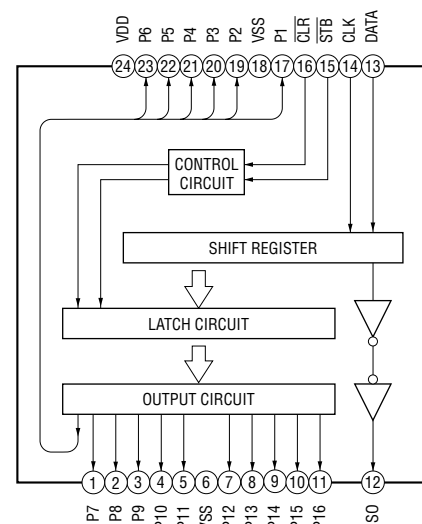 VDD P6 P5 P4 P3 P2 VSS P1 CLR STB CLK DATA
24 23 22 21 20 19 18 17 16 15 14 13
CONTROL
CIRCUIT
SHIFT REGISTER
LATCH CIRCUIT
OUTPUT CIRCUIT
1 2 3 4 5 6 7 8 9 10 11 12
P7 P8 P9 P10 P11 VSS P12 P13 P14 P15 P16 SO